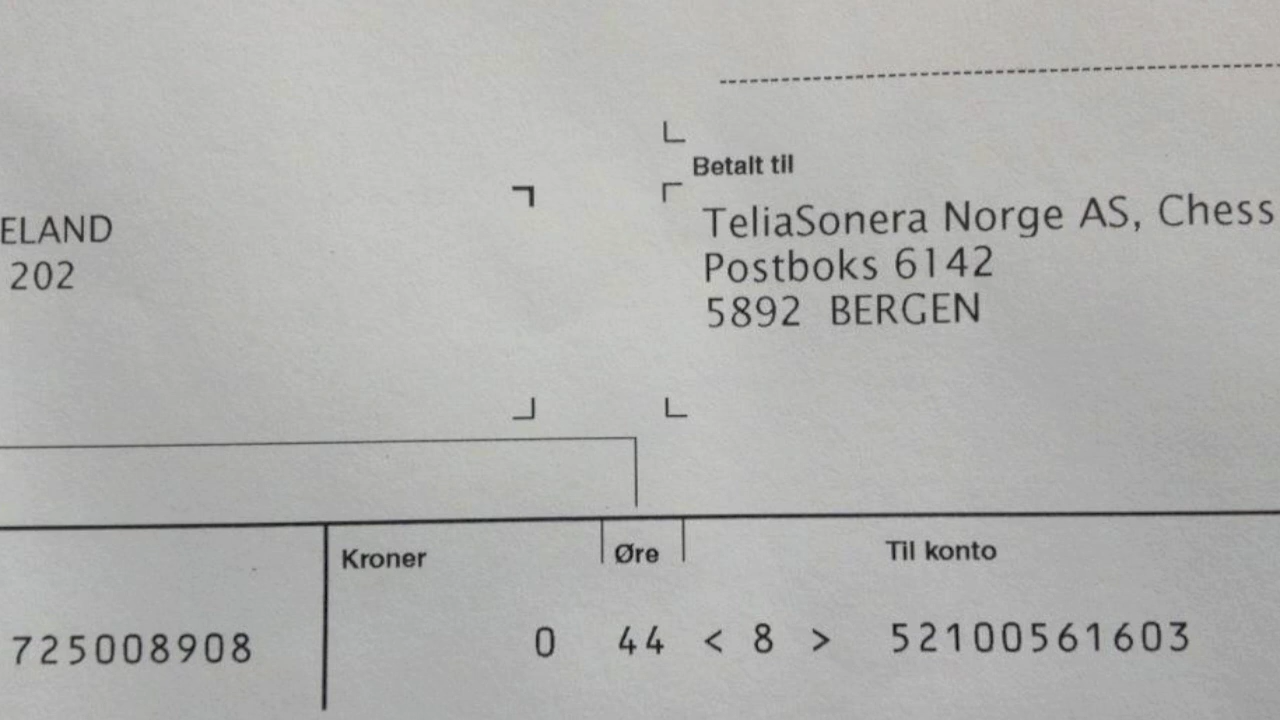 Betalt til
ELAND
202
TeliaSonera Norge AS, Chess
Postboks 6142
5892 BERGEN
Kroner Øre Til konto
725008908 0 44 < 8 > 52100561603